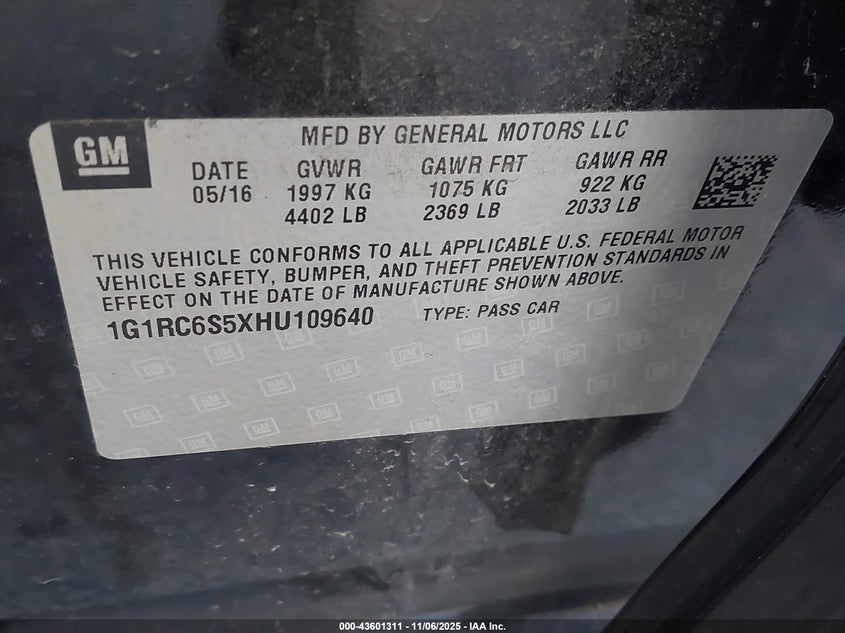 GM
MFD BY GENERAL MOTORS LLC
DATE GVWR GAWR FRT GAWR RR
05/16 1997 KG 1075 KG 922 KG
4402 LB 2369 LB 2033 LB
THIS VEHICLE CONFORMS TO ALL APPLICABLE U.S. FEDERAL MOTOR
VEHICLE SAFETY, BUMPER, AND THEFT PREVENTION STANDARDS IN
EFFECT ON THE DATE OF MANUFACTURE SHOWN ABOVE.
1G1RC6S5XHU109640 TYPE: PASS CAR
000-43601311 - 11/06/2025 - IAA Inc.